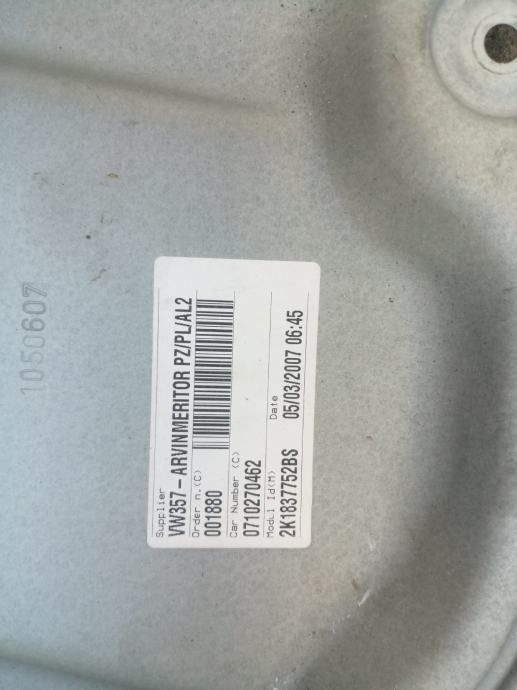 Supplier
VW357-ARVINMERITOR PZ/PL/AL2
Order n.(C)
001880
Car Number (C)
0710270462
Modul Id(M) Date
2K1837752BS 05/03/2007 06:45
1050607